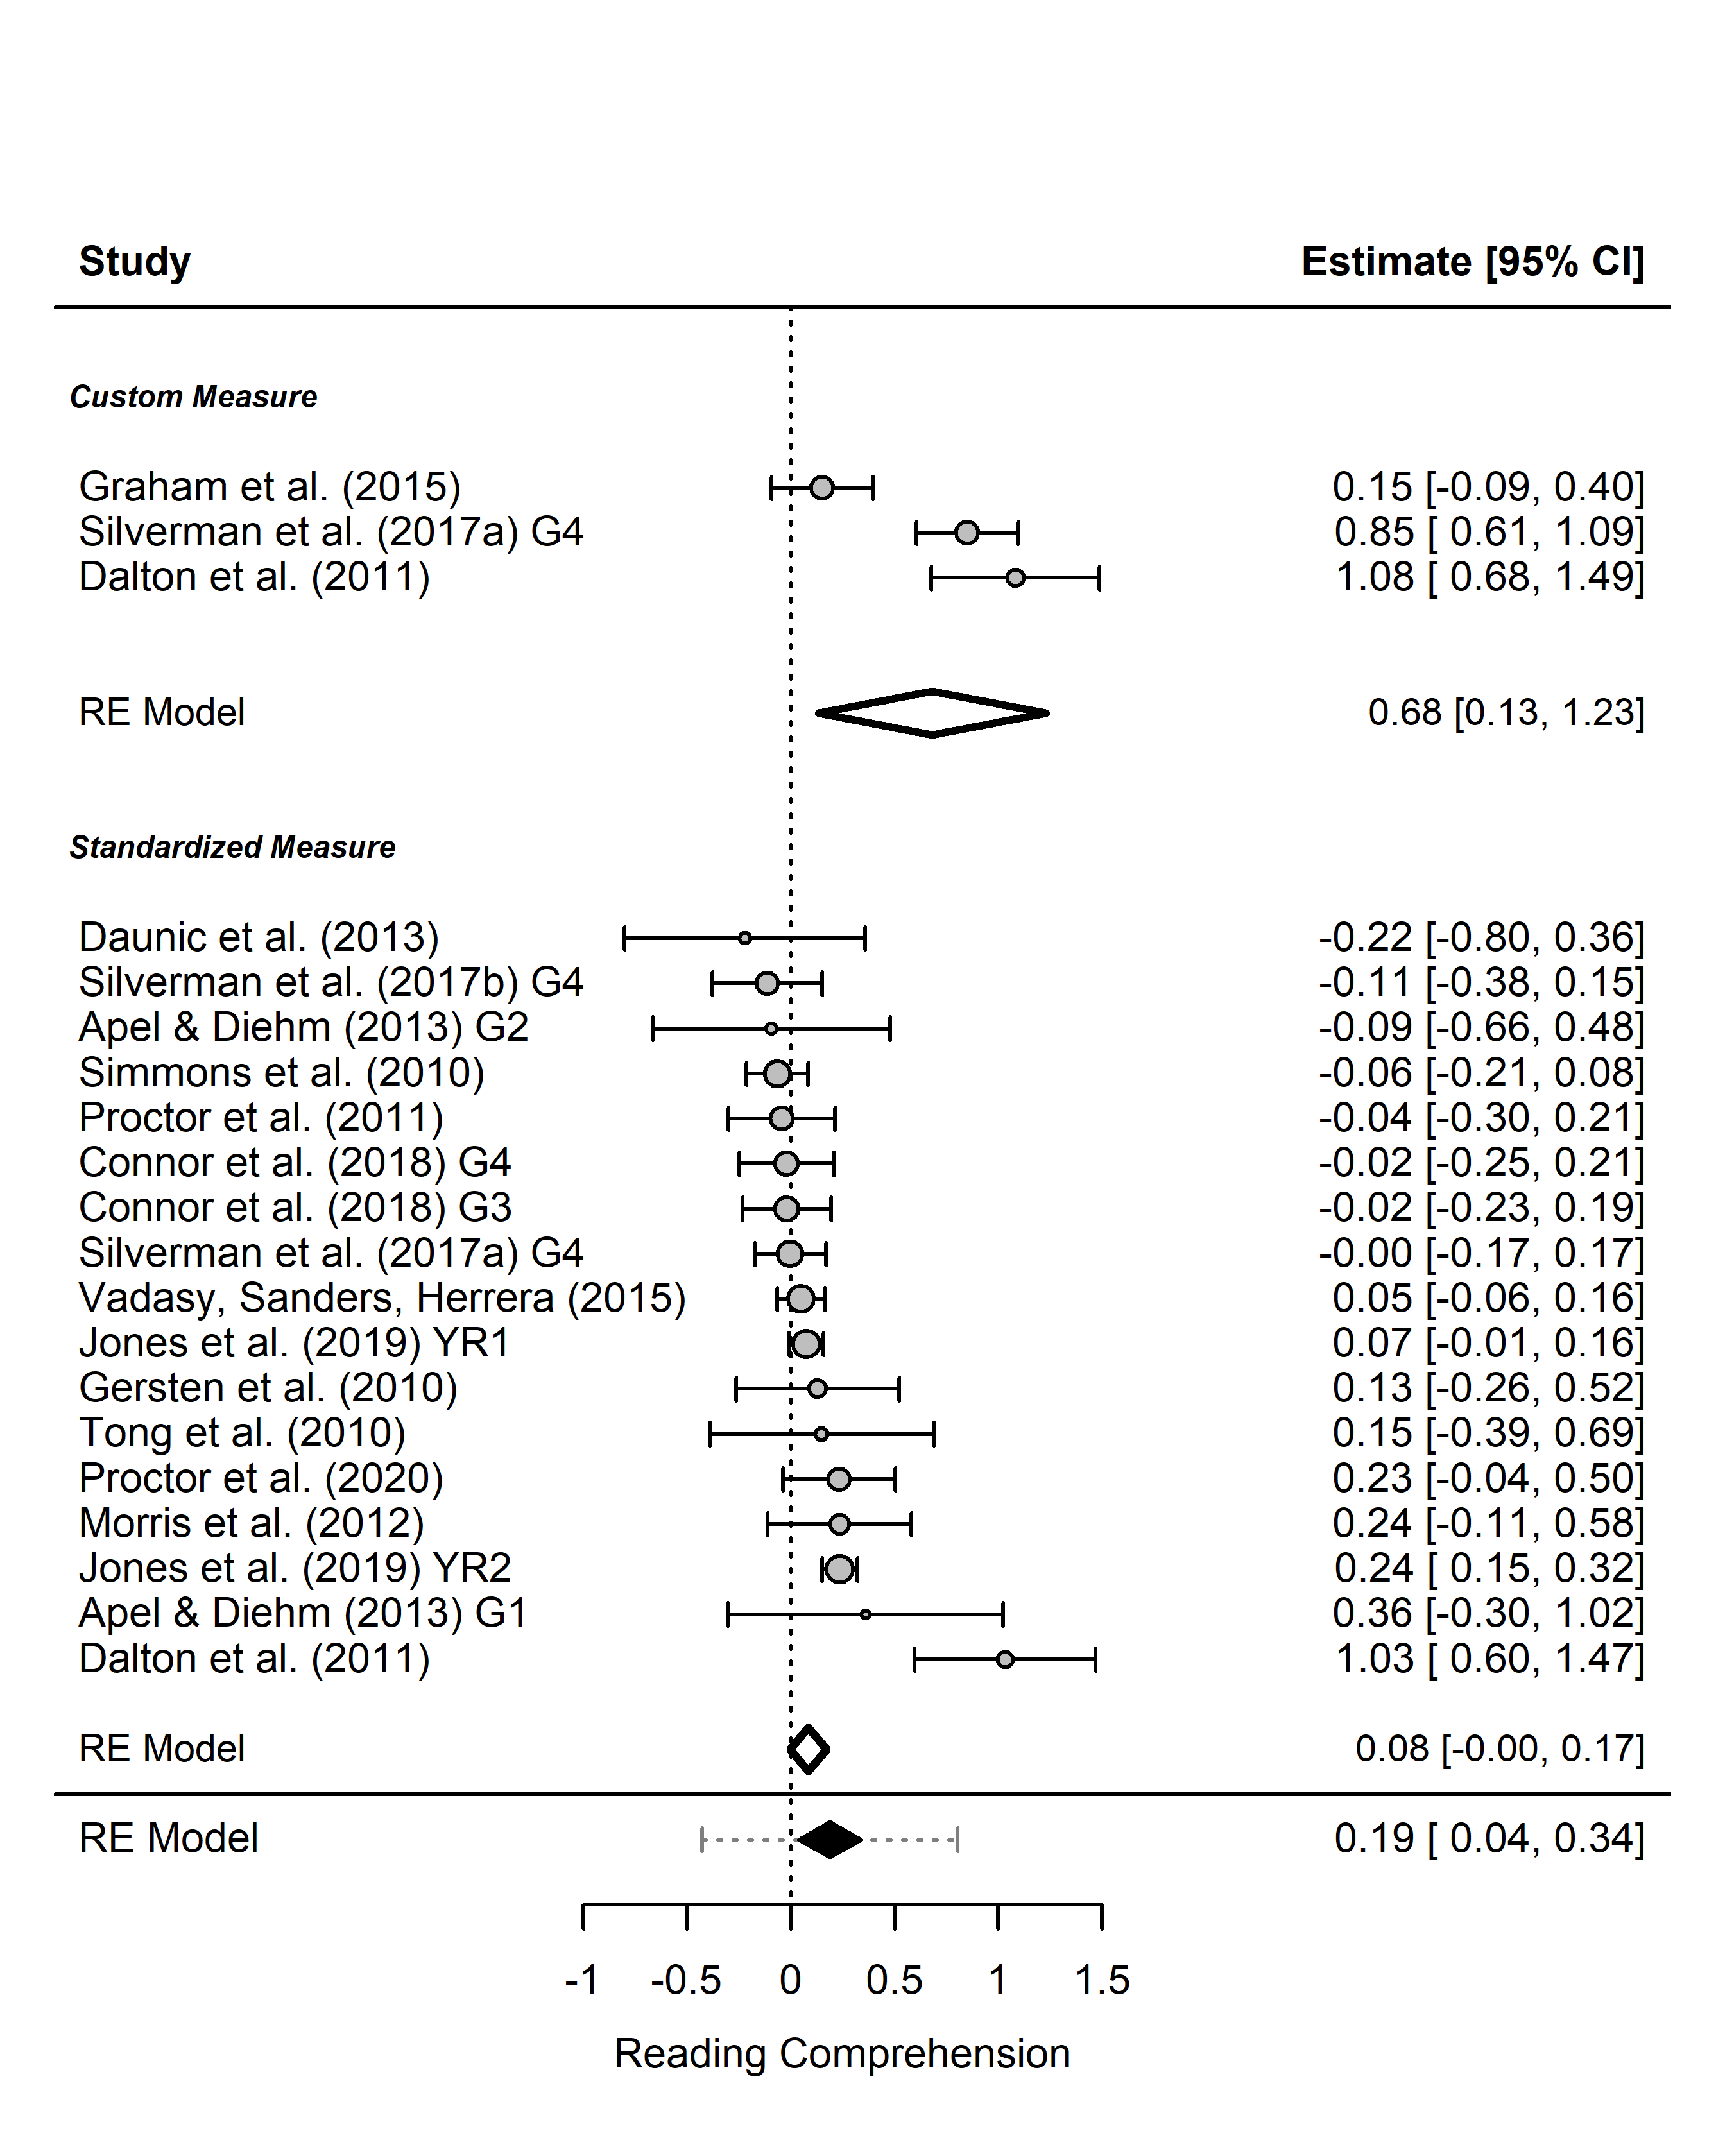 Study Estimate [95% CI]
Custom Measure
Graham et al. (2015) 0.15 [-0.09, 0.40]
Silverman et al. (2017a) G4 0.85 [ 0.61, 1.09]
Dalton et al. (2011) 1.08 [ 0.68, 1.49]
RE Model 0.68 [0.13, 1.23]
Standardized Measure
Daunic et al. (2013) -0.22 [-0.80, 0.36]
Silverman et al. (2017b) G4 -0.11 [-0.38, 0.15]
Apel & Diehm (2013) G2 -0.09 [-0.66, 0.48]
Simmons et al. (2010) -0.06 [-0.21, 0.08]
Proctor et al. (2011) -0.04 [-0.30, 0.21]
Connor et al. (2018) G4 -0.02 [-0.25, 0.21]
Connor et al. (2018) G3 -0.02 [-0.23, 0.19]
Silverman et al. (2017a) G4 -0.00 [-0.17, 0.17]
Vadasy, Sanders, Herrera (2015) 0.05 [-0.06, 0.16]
Jones et al. (2019) YR1 0.07 [-0.01, 0.16]
Gersten et al. (2010) 0.13 [-0.26, 0.52]
Tong et al. (2010) 0.15 [-0.39, 0.69]
Proctor et al. (2020) 0.23 [-0.04, 0.50]
Morris et al. (2012) 0.24 [-0.11, 0.58]
Jones et al. (2019) YR2 0.24 [ 0.15, 0.32]
Apel & Diehm (2013) G1 0.36 [-0.30, 1.02]
Dalton et al. (2011) 1.03 [ 0.60, 1.47]
RE Model 0.08 [-0.00, 0.17]
RE Model 0.19 [ 0.04, 0.34]
-1 -0.5 0 0.5 1 1.5
Reading Comprehension